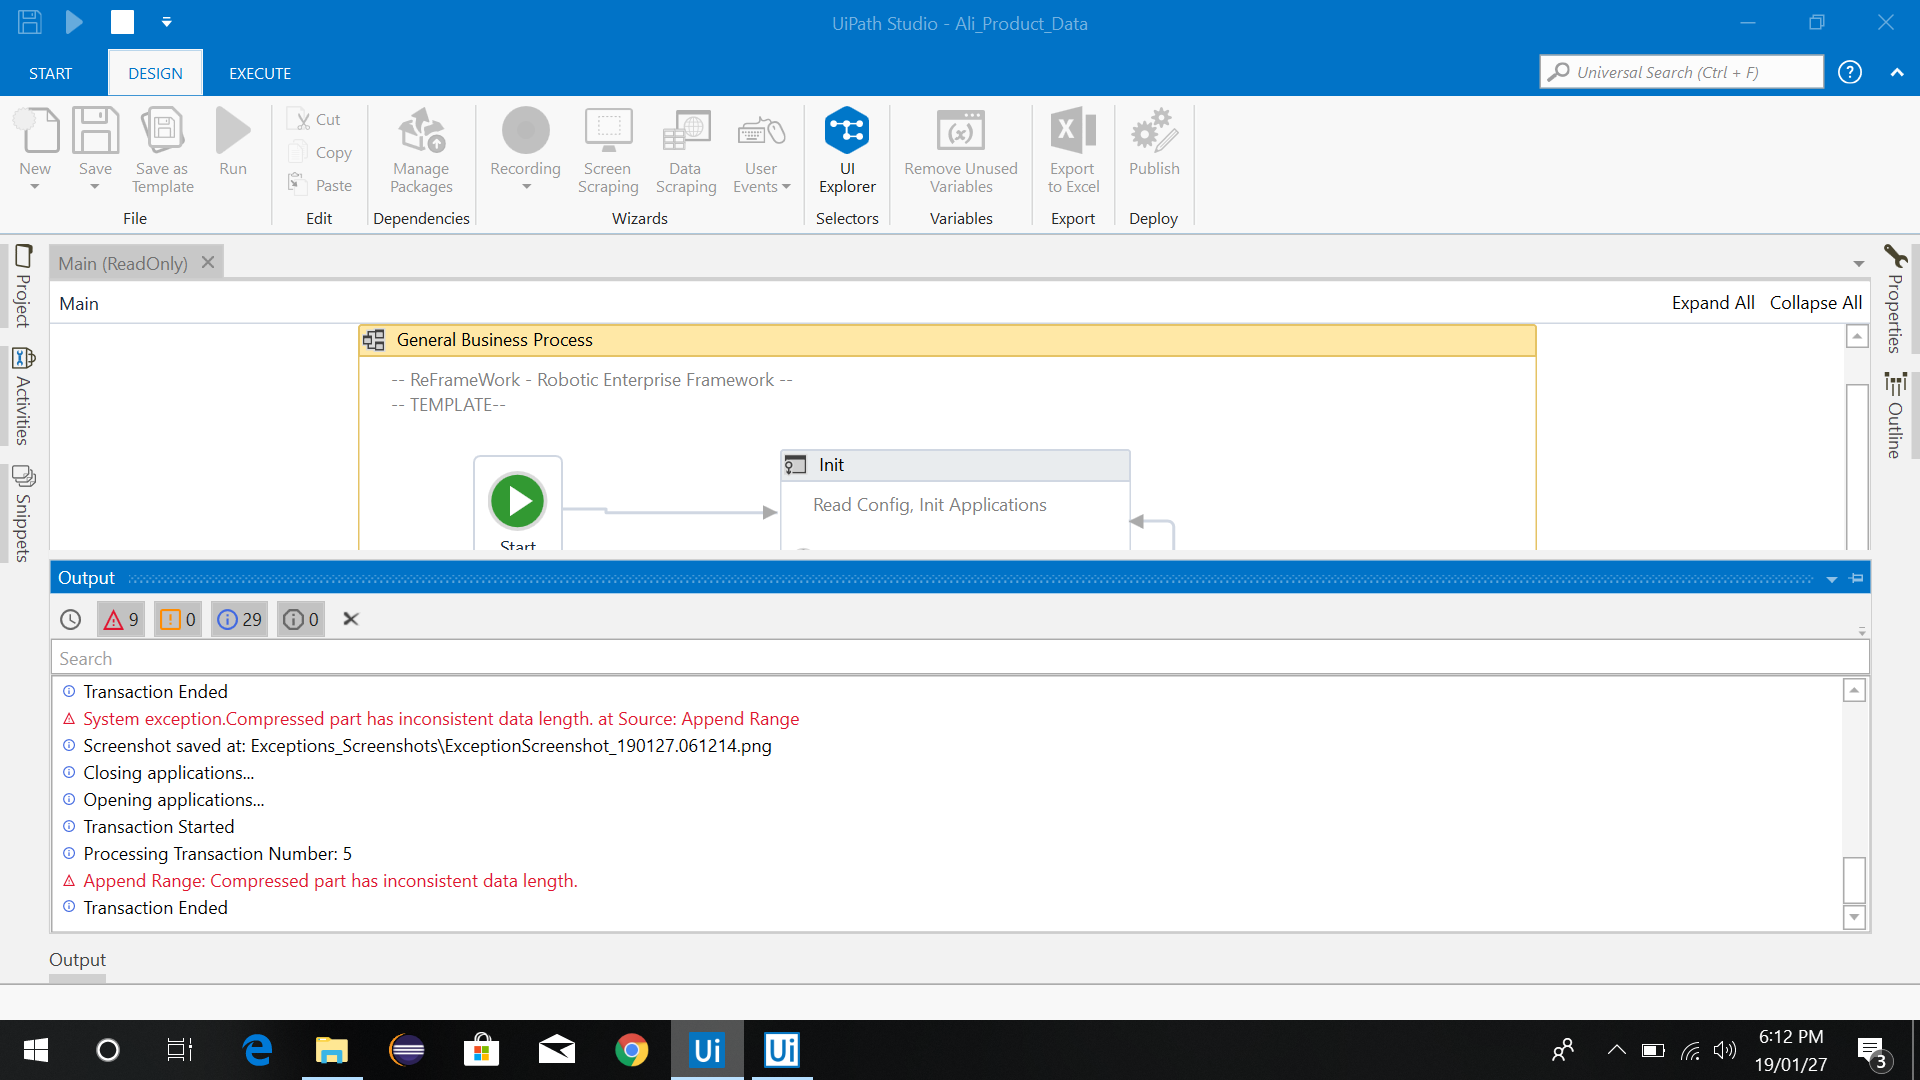 UiPath Studio - Ali_Product_Data
START
DESIGN
EXECUTE
Universal Search (Ctrl + F)
?
New
Save
Save as
Template
Run
File
Cut
Copy
Paste
Edit
Manage
Packages
Dependencies
Recording
Screen
Scraping
Data
Scraping
User
Events
Wizards
UI
Explorer
Selectors
Remove Unused
Variables
Variables
Export
to Excel
Export
Publish
Deploy
Project
Activities
Snippets
Properties
Outline
Main (ReadOnly)
Main
Expand All
Collapse All
General Business Process
-- ReFrameWork - Robotic Enterprise Framework --
-- TEMPLATE--
Start
Init
Read Config, Init Applications
Output
9
0
29
0
Search
Transaction Ended
System exception.Compressed part has inconsistent data length. at Source: Append Range
Screenshot saved at: Exceptions_Screenshots\ExceptionScreenshot_190127.061214.png
Closing applications...
Opening applications...
Transaction Started
Processing Transaction Number: 5
Append Range: Compressed part has inconsistent data length.
Transaction Ended
Output
Ui
Ui
6:12 PM
19/01/27
3